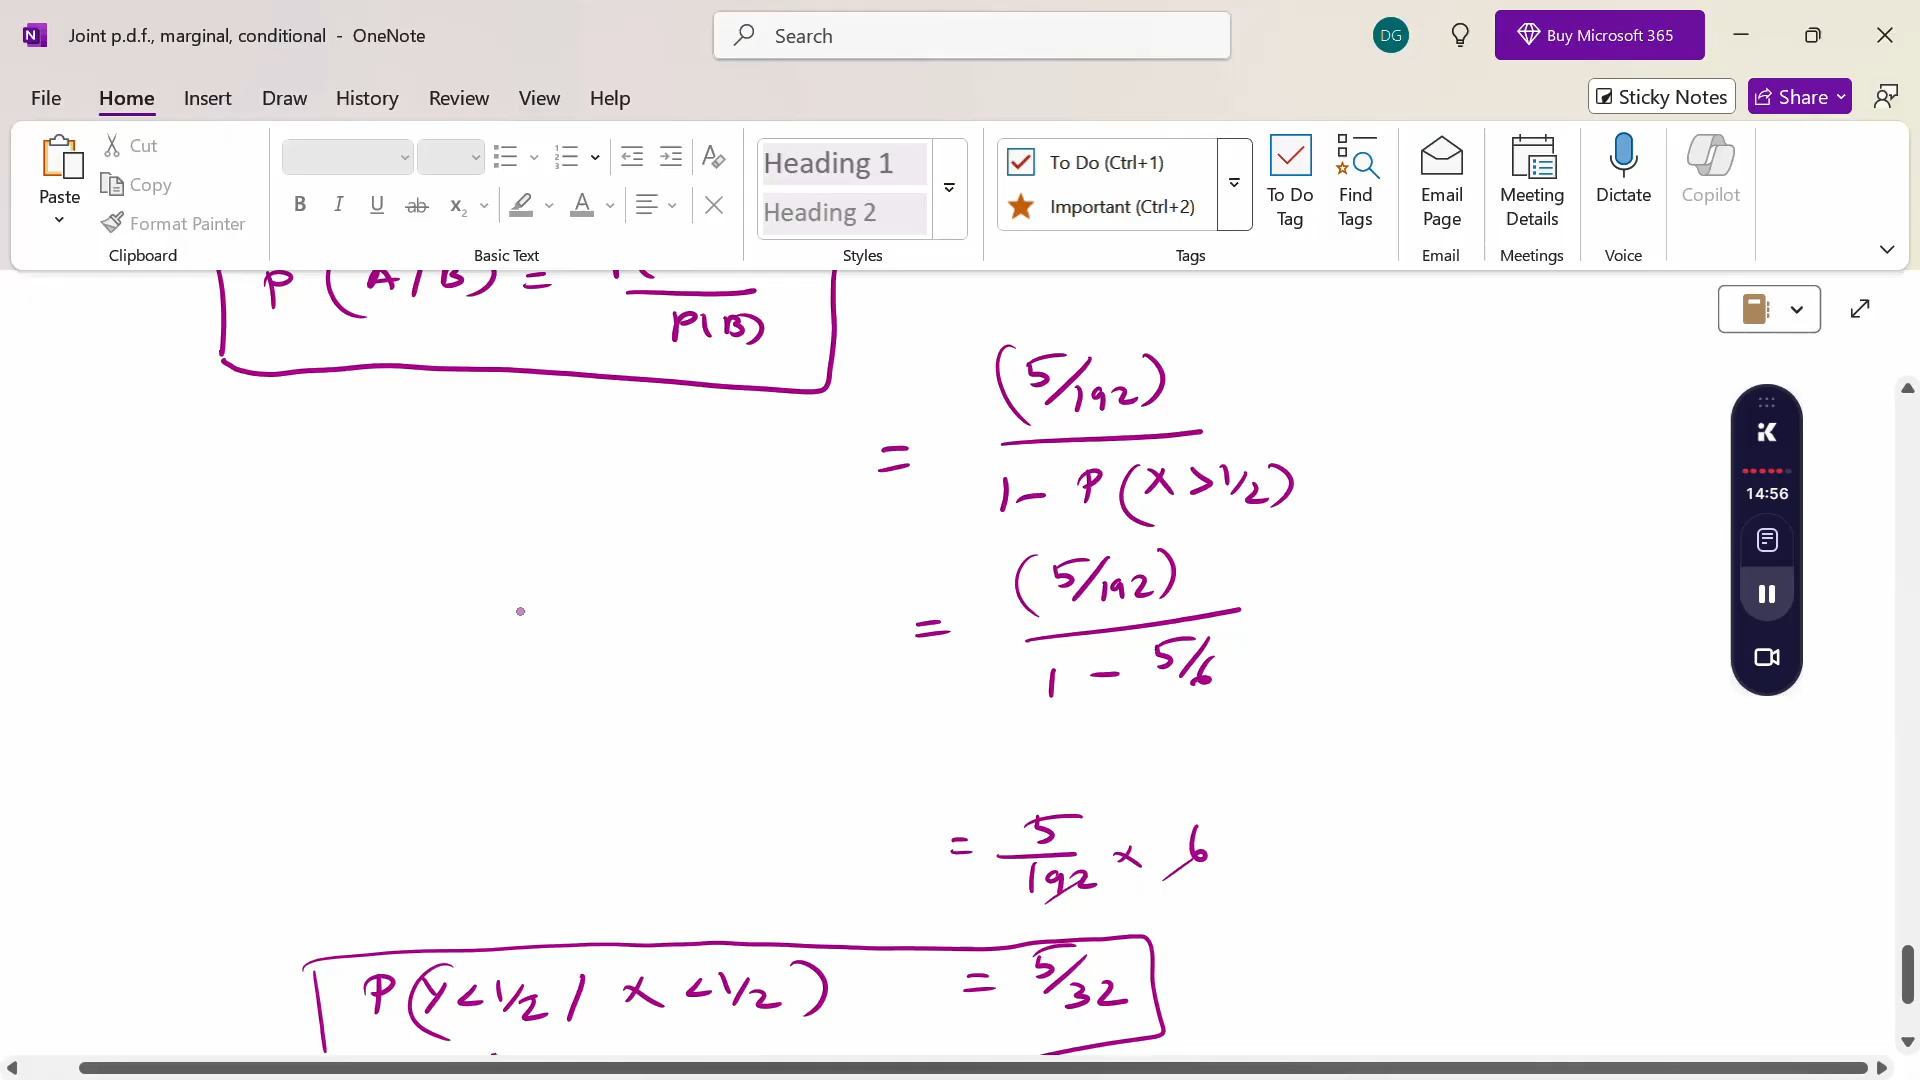 Joint p.d.f., marginal, conditional - OneNote
Search
DG
Buy Microsoft 365
File Home Insert Draw History Review View Help
Sticky Notes
Share
Paste
Cut
Copy
Format Painter
Clipboard
B I U ab x₂ A
Basic Text
Heading 1
Heading 2
Styles
To Do (Ctrl+1)
Important (Ctrl+2)
To Do Tag
Find Tags
Tags
Email Page
Email
Meeting Details
Meetings
Dictate
Voice
Copilot
P(A/B) =
P(B)
14:56
= (5/192)
1 - P(X > 1/2)
= (5/192)
1 - 5/6
= 5/192 × 6
P(Y < 1/2 / X < 1/2) = 5/32